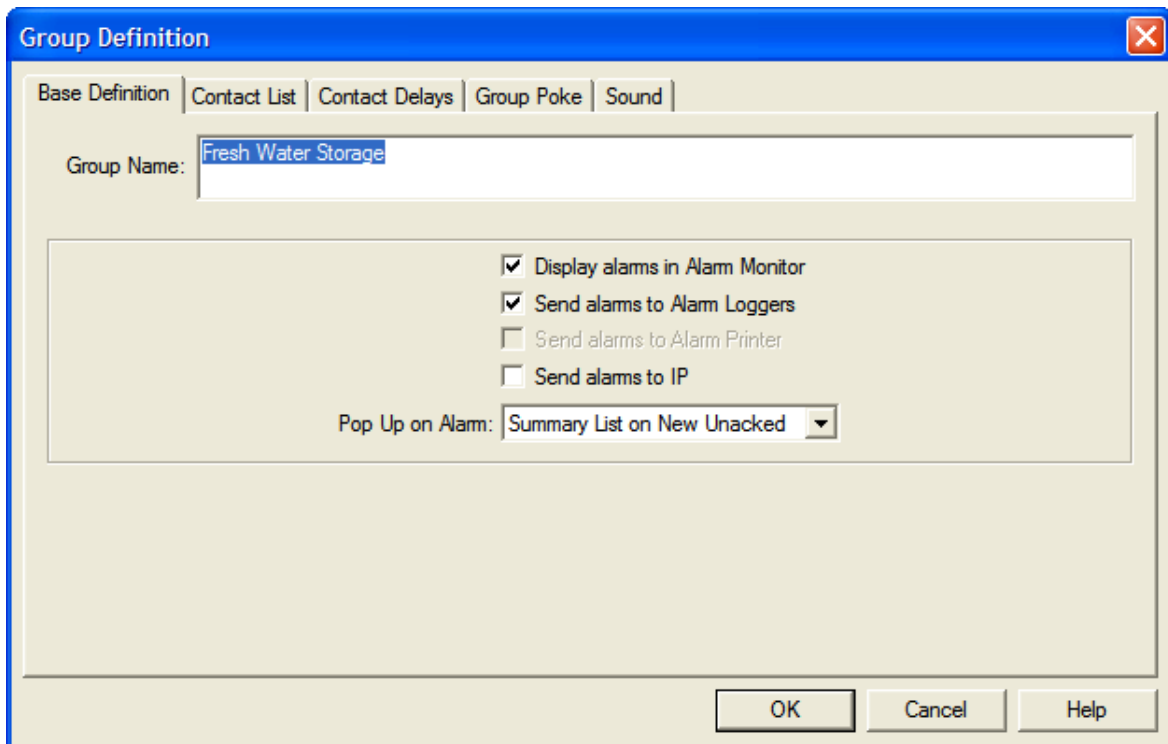 Group Definition
Base Definition Contact List Contact Delays Group Poke Sound
Group Name: Fresh Water Storage
Display alarms in Alarm Monitor
Send alarms to Alarm Loggers
Send alarms to Alarm Printer
Send alarms to IP
Pop Up on Alarm: Summary List on New Unacked
OK Cancel Help